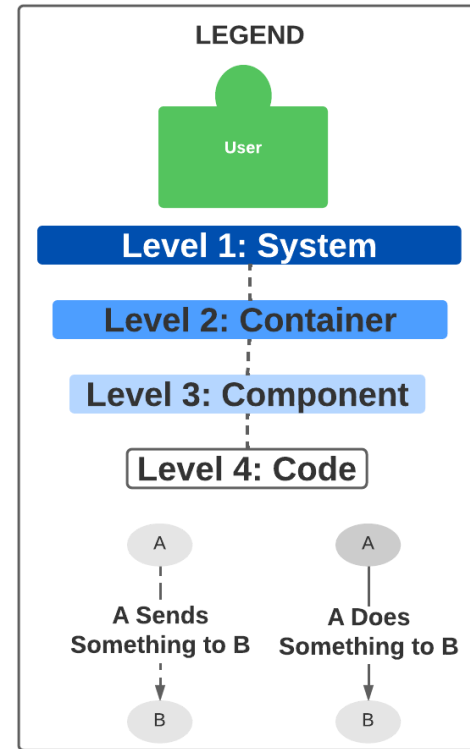 LEGEND
User
Level 1: System
Level 2: Container
Level 3: Component
Level 4: Code
A
A Sends
Something to B
B
A
A Does
Something to B
B